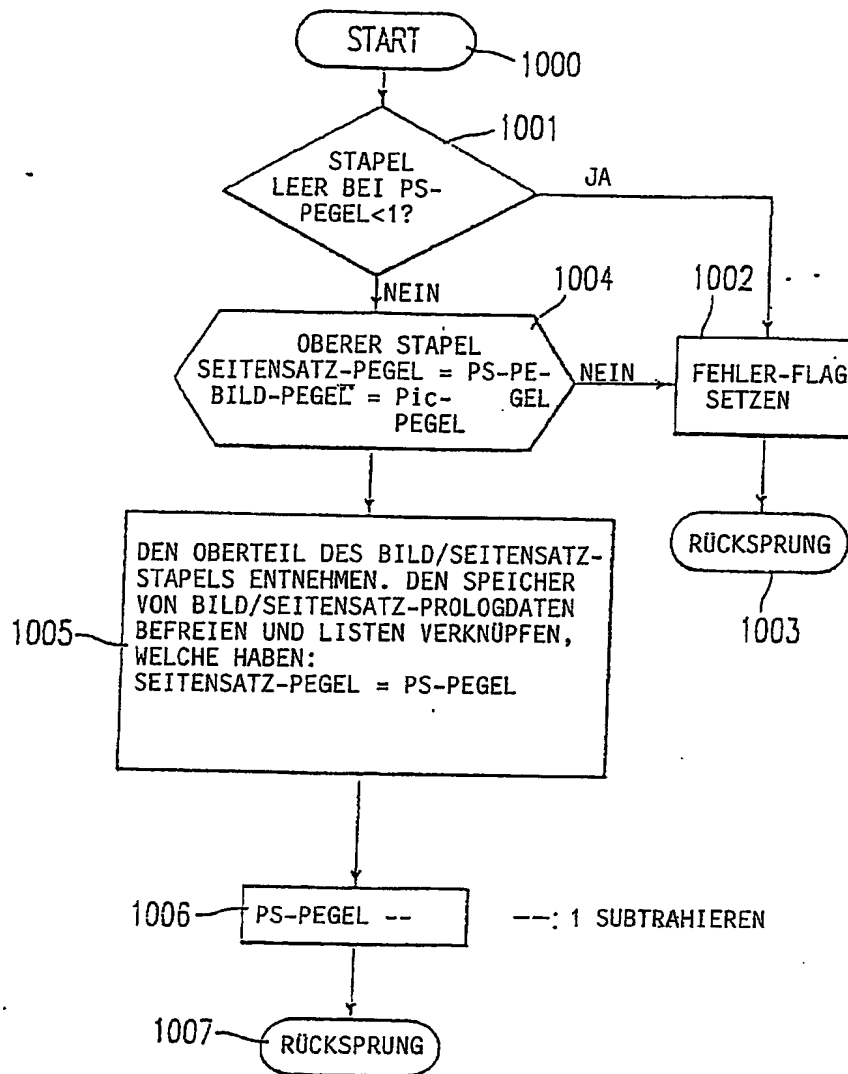 START
1000
1001
STAPEL
LEER BEI PS-
PEGEL<1?
JA
NEIN
1004
1002
OBERER STAPEL
SEITENSATZ-PEGEL = PS-PE-
GEL
BILD-PEGEL = Pic-
PEGEL
NEIN
FEHLER-FLAG
SETZEN
RÜCKSPRUNG
1003
DEN OBERTEIL DES BILD/SEITENSATZ-
STAPELS ENTNEHMEN. DEN SPEICHER
VON BILD/SEITENSATZ-PROLOGDATEN
BEFREIEN UND LISTEN VERKNÜPFEN,
WELCHE HABEN:
SEITENSATZ-PEGEL = PS-PEGEL
1005
1006
PS-PEGEL --
--: 1 SUBTRAHIEREN
1007
RÜCKSPRUNG